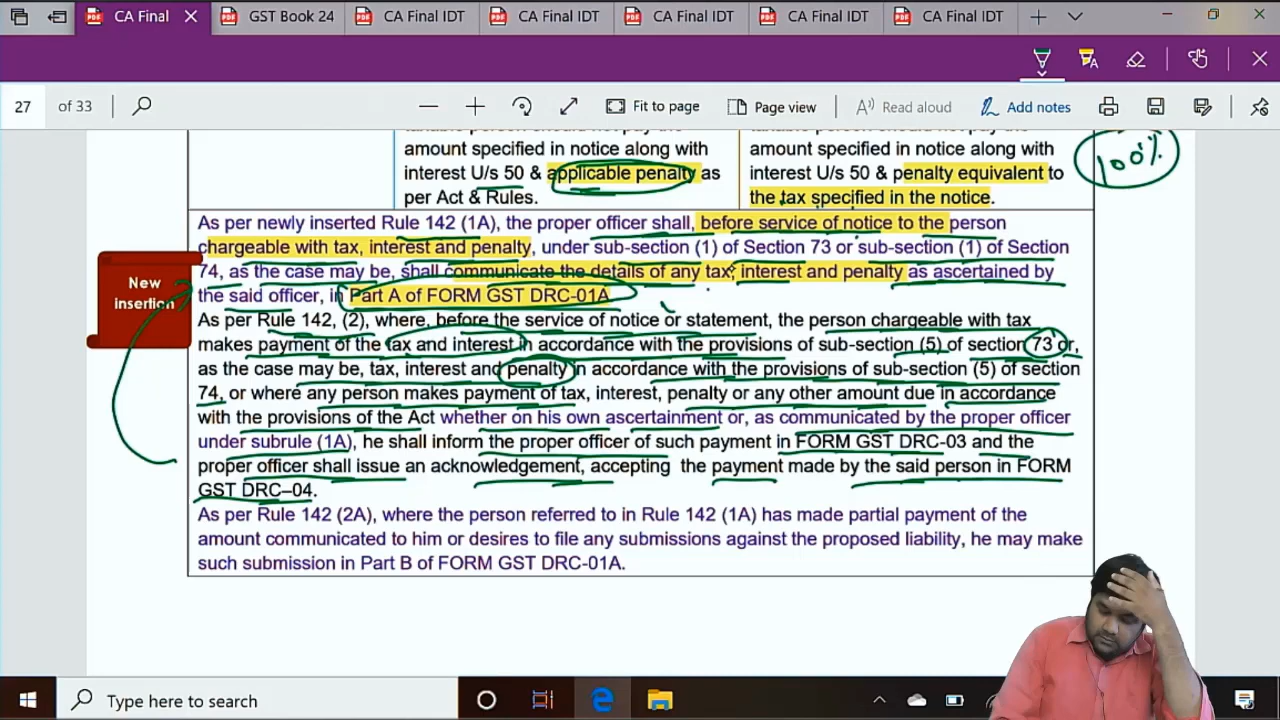 CA Final
GST Book 24
CA Final IDT
CA Final IDT
CA Final IDT
CA Final IDT
CA Final IDT
27 of 33
Fit to page
Page view
Read aloud
Add notes
taxable person should not pay the
amount specified in notice along with
interest U/s 50 & applicable penalty as
per Act & Rules.
taxable person should not pay the
amount specified in notice along with
interest U/s 50 & penalty equivalent to
the tax specified in the notice.
100%
As per newly inserted Rule 142 (1A), the proper officer shall, before service of notice to the person
chargeable with tax, interest and penalty, under sub-section (1) of Section 73 or sub-section (1) of Section
74, as the case may be, shall communicate the details of any tax, interest and penalty as ascertained by
the said officer, in Part A of FORM GST DRC-01A
New
insertion
As per Rule 142, (2), where, before the service of notice or statement, the person chargeable with tax
makes payment of the tax and interest in accordance with the provisions of sub-section (5) of section 73 or,
as the case may be, tax, interest and penalty in accordance with the provisions of sub-section (5) of section
74, or where any person makes payment of tax, interest, penalty or any other amount due in accordance
with the provisions of the Act whether on his own ascertainment or, as communicated by the proper officer
under subrule (1A), he shall inform the proper officer of such payment in FORM GST DRC-03 and the
proper officer shall issue an acknowledgement, accepting the payment made by the said person in FORM
GST DRC–04.
As per Rule 142 (2A), where the person referred to in Rule 142 (1A) has made partial payment of the
amount communicated to him or desires to file any submissions against the proposed liability, he may make
such submission in Part B of FORM GST DRC-01A.
Type here to search